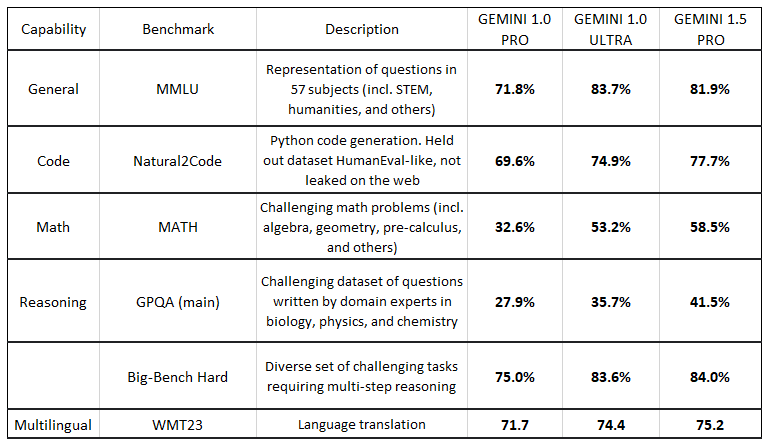 Capability Benchmark Description GEMINI 1.0 PRO GEMINI 1.0 ULTRA GEMINI 1.5 PRO
General MMLU Representation of questions in
57 subjects (incl. STEM,
humanities, and others) 71.8% 83.7% 81.9%
Code Natural2Code Python code generation. Held
out dataset HumanEval-like, not
leaked on the web 69.6% 74.9% 77.7%
Math MATH Challenging math problems (incl.
algebra, geometry, pre-calculus,
and others) 32.6% 53.2% 58.5%
Reasoning GPQA (main) Challenging dataset of questions
written by domain experts in
biology, physics, and chemistry 27.9% 35.7% 41.5%
Big-Bench Hard Diverse set of challenging tasks
requiring multi-step reasoning 75.0% 83.6% 84.0%
Multilingual WMT23 Language translation 71.7 74.4 75.2